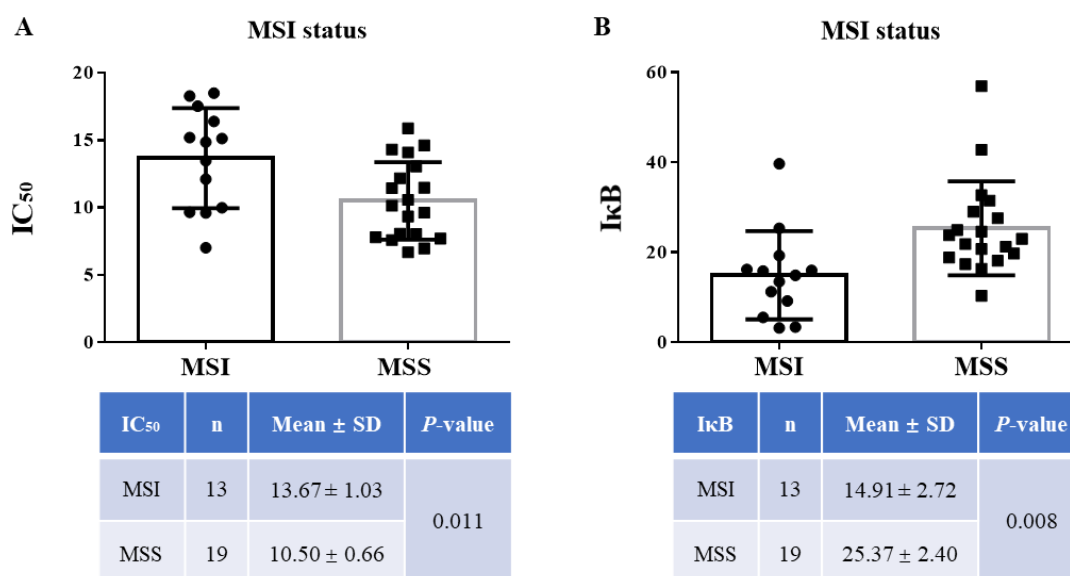 A
MSI status
IC₅₀
20
15
10
5
0
MSI
MSS
IC₅₀ n Mean ± SD P-value
MSI 13 13.67 ± 1.03
0.011
MSS 19 10.50 ± 0.66
B
MSI status
IκB
60
40
20
0
MSI
MSS
IκB n Mean ± SD P-value
MSI 13 14.91 ± 2.72
0.008
MSS 19 25.37 ± 2.40